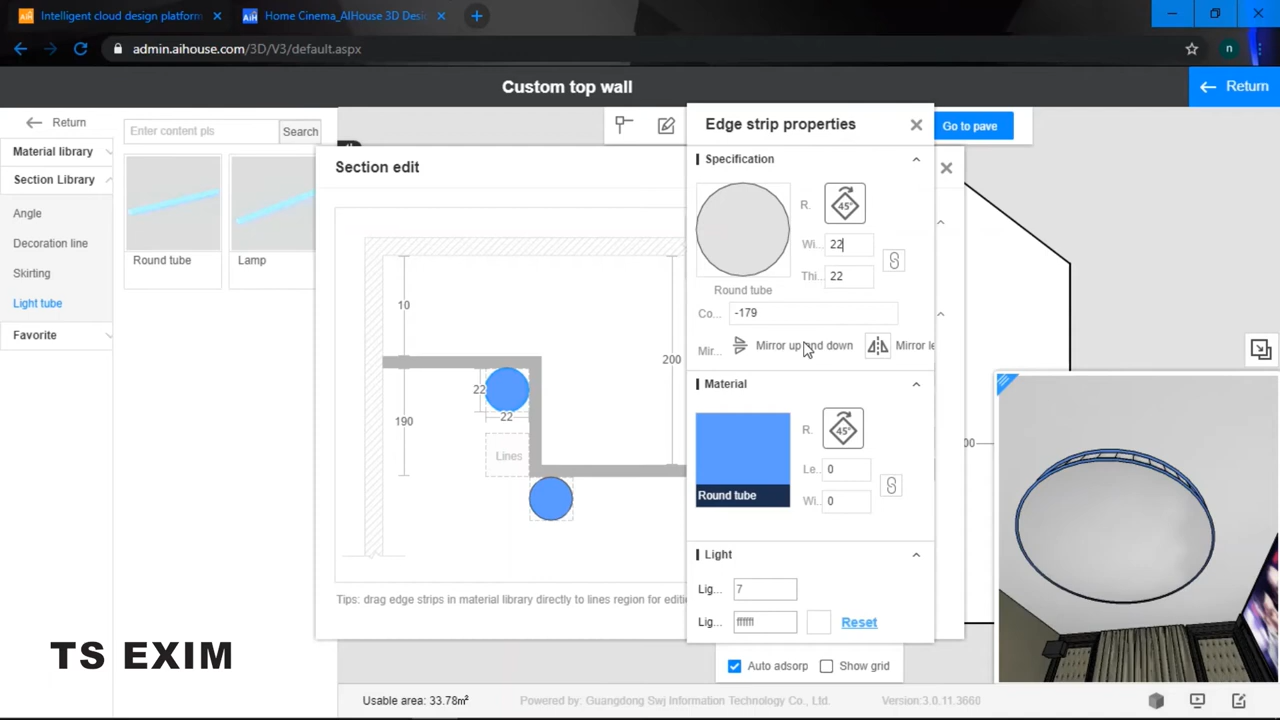 Intelligent cloud design platform
Home Cinema_AIHouse 3D Desi
admin.aihouse.com/3D/V3/default.aspx
n
Custom top wall
Return
Return
Enter content pls
Search
Material library
Section Library
Angle
Decoration line
Skirting
Light tube
Favorite
Round tube
Lamp
Go to pave
Section edit
10
190
200
22
22
Lines
Tips: drag edge strips in material library directly to lines region for editi
Edge strip properties
Specification
R.
45°
Wi...
22
Thi...
22
Round tube
Co...
-179
Mir...
Mirror up and down
Mirror le
Material
R.
45°
Le...
0
Wi...
0
Round tube
Light
Lig...
7
Lig...
ffffff
Reset
Auto adsorp
Show grid
TS EXIM
Usable area: 33.78m²
Powered by: Guangdong Swj Information Technology Co., Ltd.
Version:3.0.11.3660